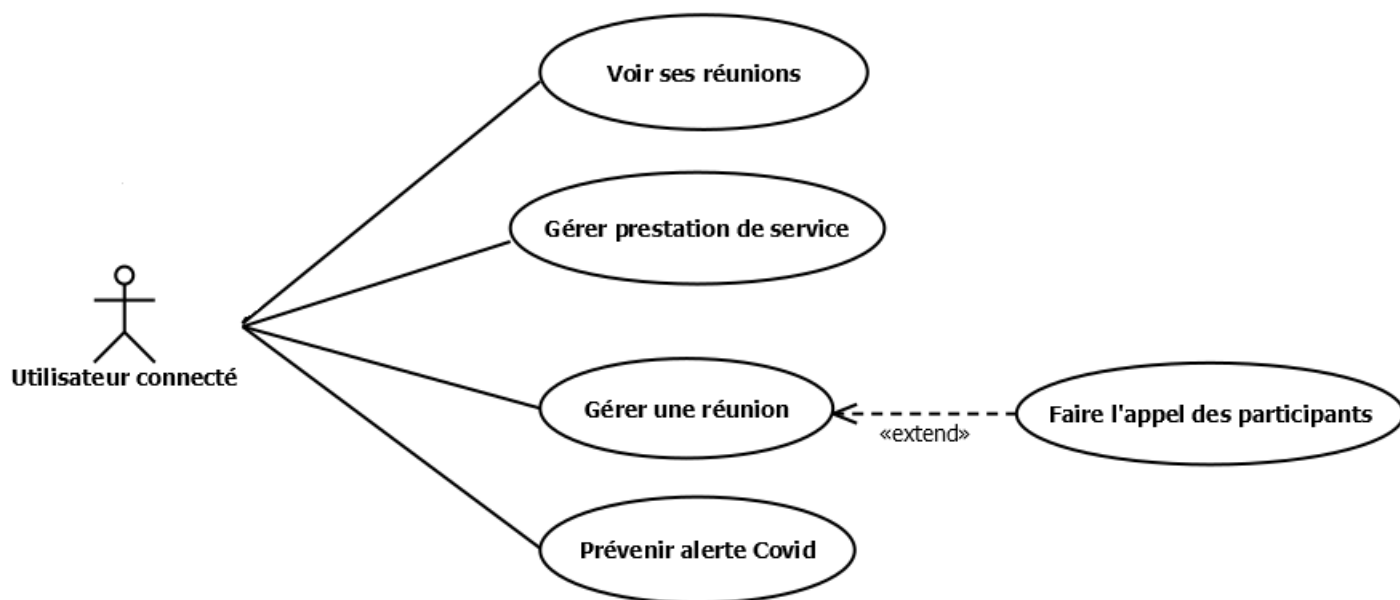 Voir ses réunions
Gérer prestation de service
Utilisateur connecté
Gérer une réunion
Faire l'appel des participants
«extend»
Prévenir alerte Covid